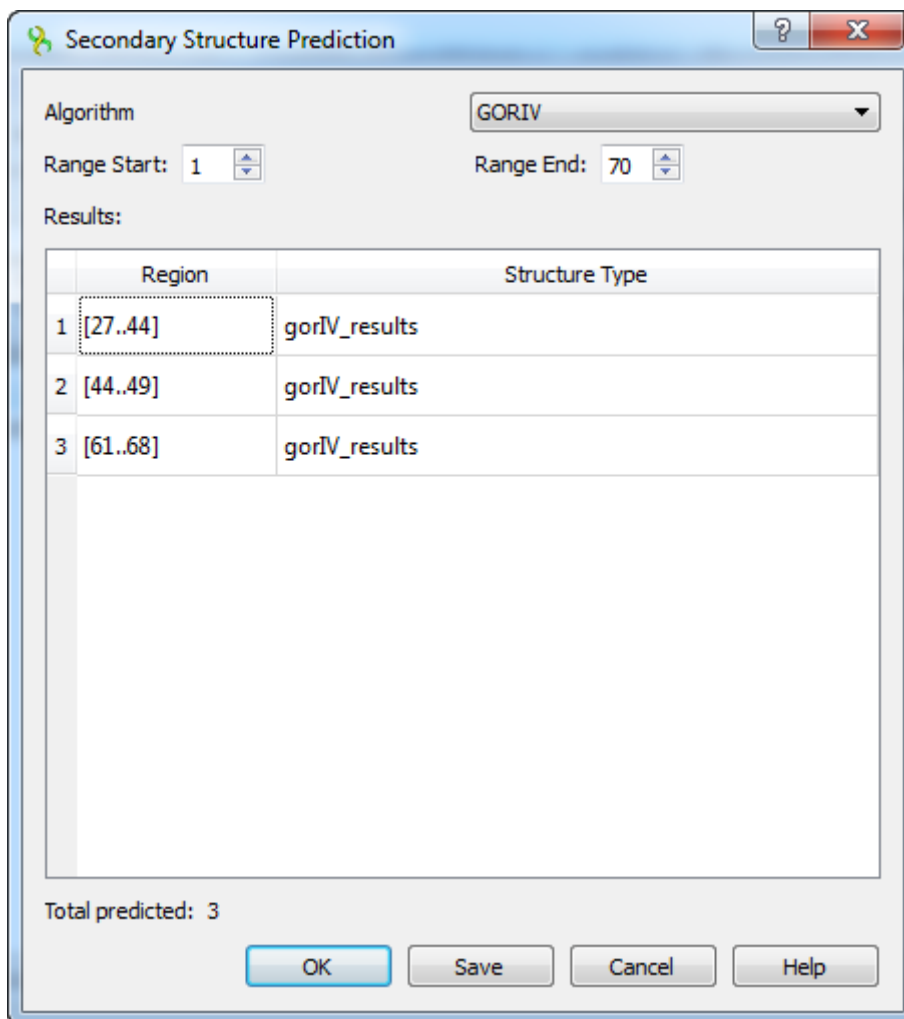 Secondary Structure Prediction
Algorithm GORIV
Range Start: 1 Range End: 70
Results:
Region Structure Type
1 [27..44] gorIV_results
2 [44..49] gorIV_results
3 [61..68] gorIV_results
Total predicted: 3
OK Save Cancel Help